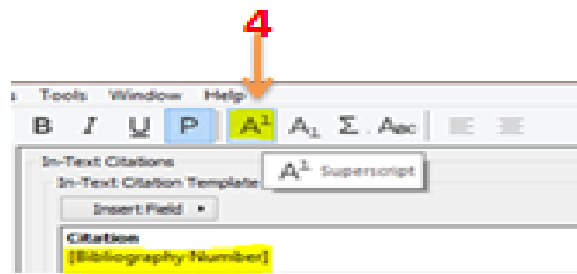 4
s Tools Window Help
B I U P A1 A1 Σ . Abc
In-Text Citations
In-Text Citation Template
A1 Superscript
Insert Field
Citation
[Bibliography Number]